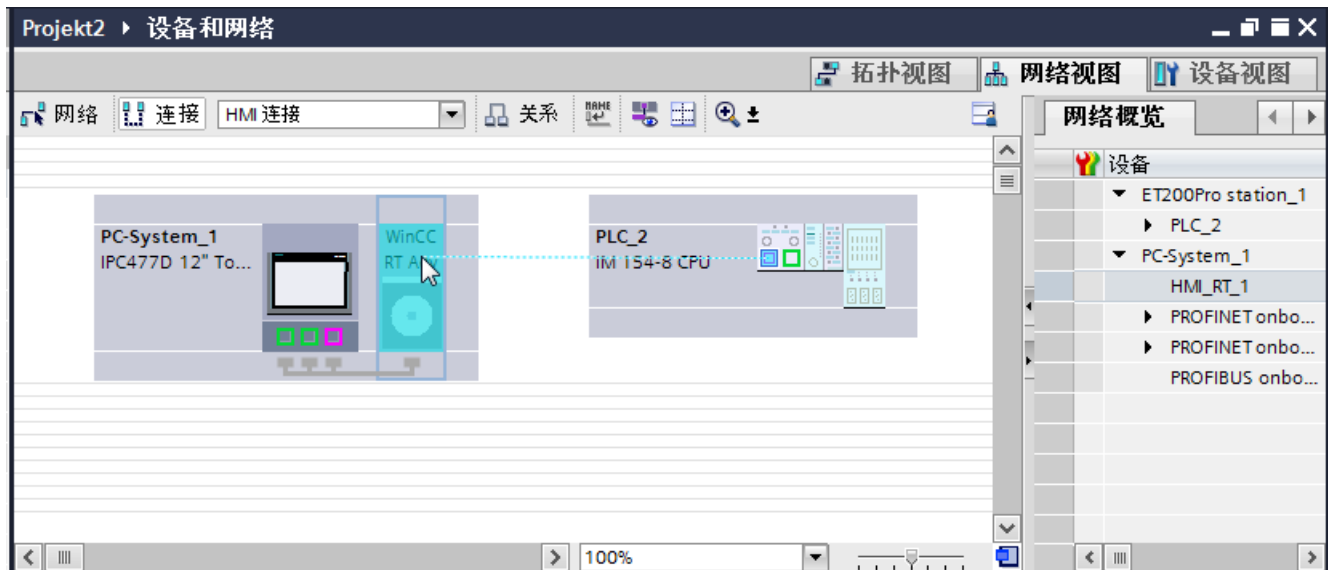 Projekt2 ▸ 设备和网络
拓扑视图 网络视图 设备视图
网络 连接 HMI 连接 关系
网络概览
设备
ET200Pro station_1
PLC_2
PC-System_1
HMI_RT_1
PROFINET onbo...
PROFINET onbo...
PROFIBUS onbo...
PC-System_1
IPC477D 12" To...
WinCC
RT Adv
PLC_2
IM 154-8 CPU
100%